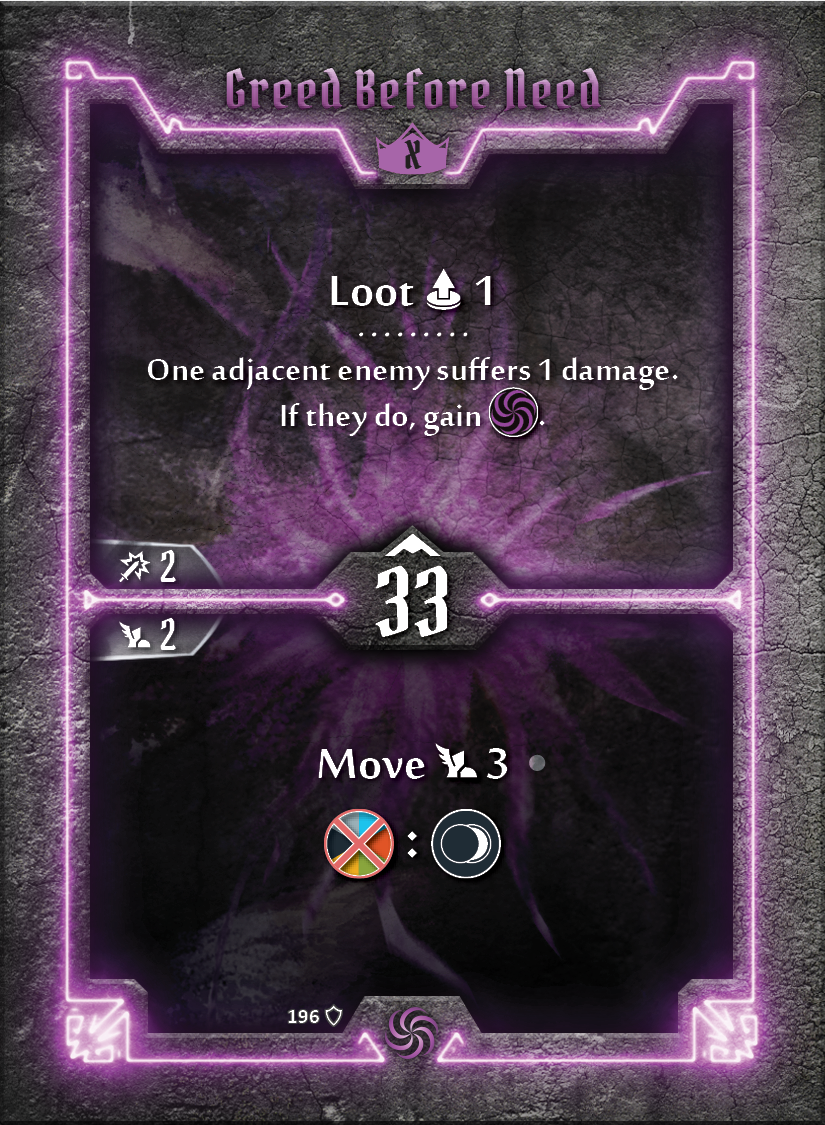 Greed Before Need
X
Loot 1
One adjacent enemy suffers 1 damage.
If they do, gain .
2
33
2
Move 3
:
196